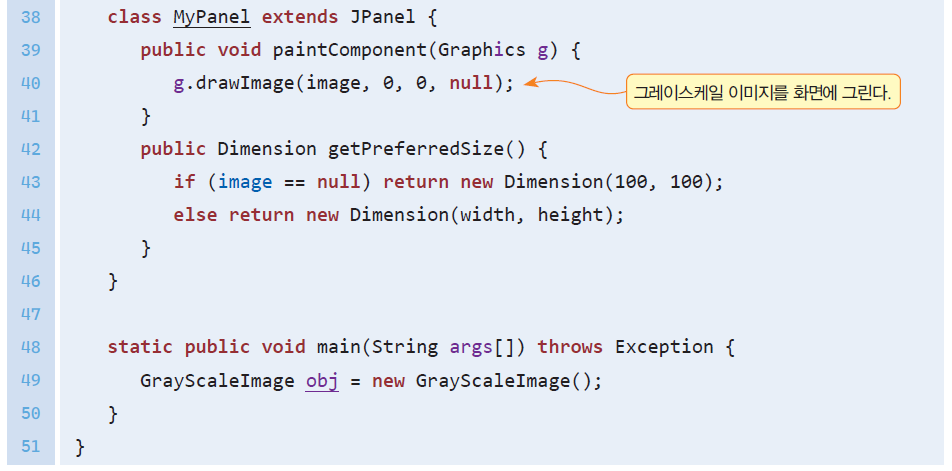 38 class MyPanel extends JPanel {
39 public void paintComponent(Graphics g) {
40 g.drawImage(image, 0, 0, null);
그레이스케일 이미지를 화면에 그린다.
41 }
42 public Dimension getPreferredSize() {
43 if (image == null) return new Dimension(100, 100);
44 else return new Dimension(width, height);
45 }
46 }
47
48 static public void main(String args[]) throws Exception {
49 GrayScaleImage obj = new GrayScaleImage();
50 }
51 }